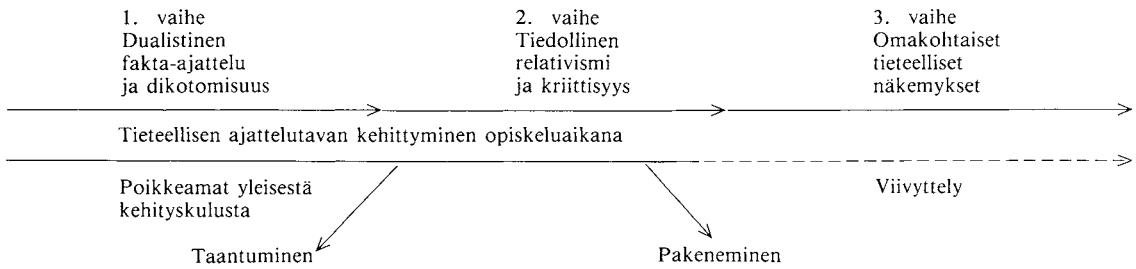 1. vaihe
Dualistinen
fakta-ajattelu
ja dikotomisuus
2. vaihe
Tiedollinen
relativismi
ja kriittisyys
3. vaihe
Omakohtaiset
tieteelliset
näkemykset
Tieteellisen ajattelutavan kehittyminen opiskeluaikana
Poikkeamat yleisestä
kehityskulusta
Viivyttely
Taantuminen
Pakeneminen